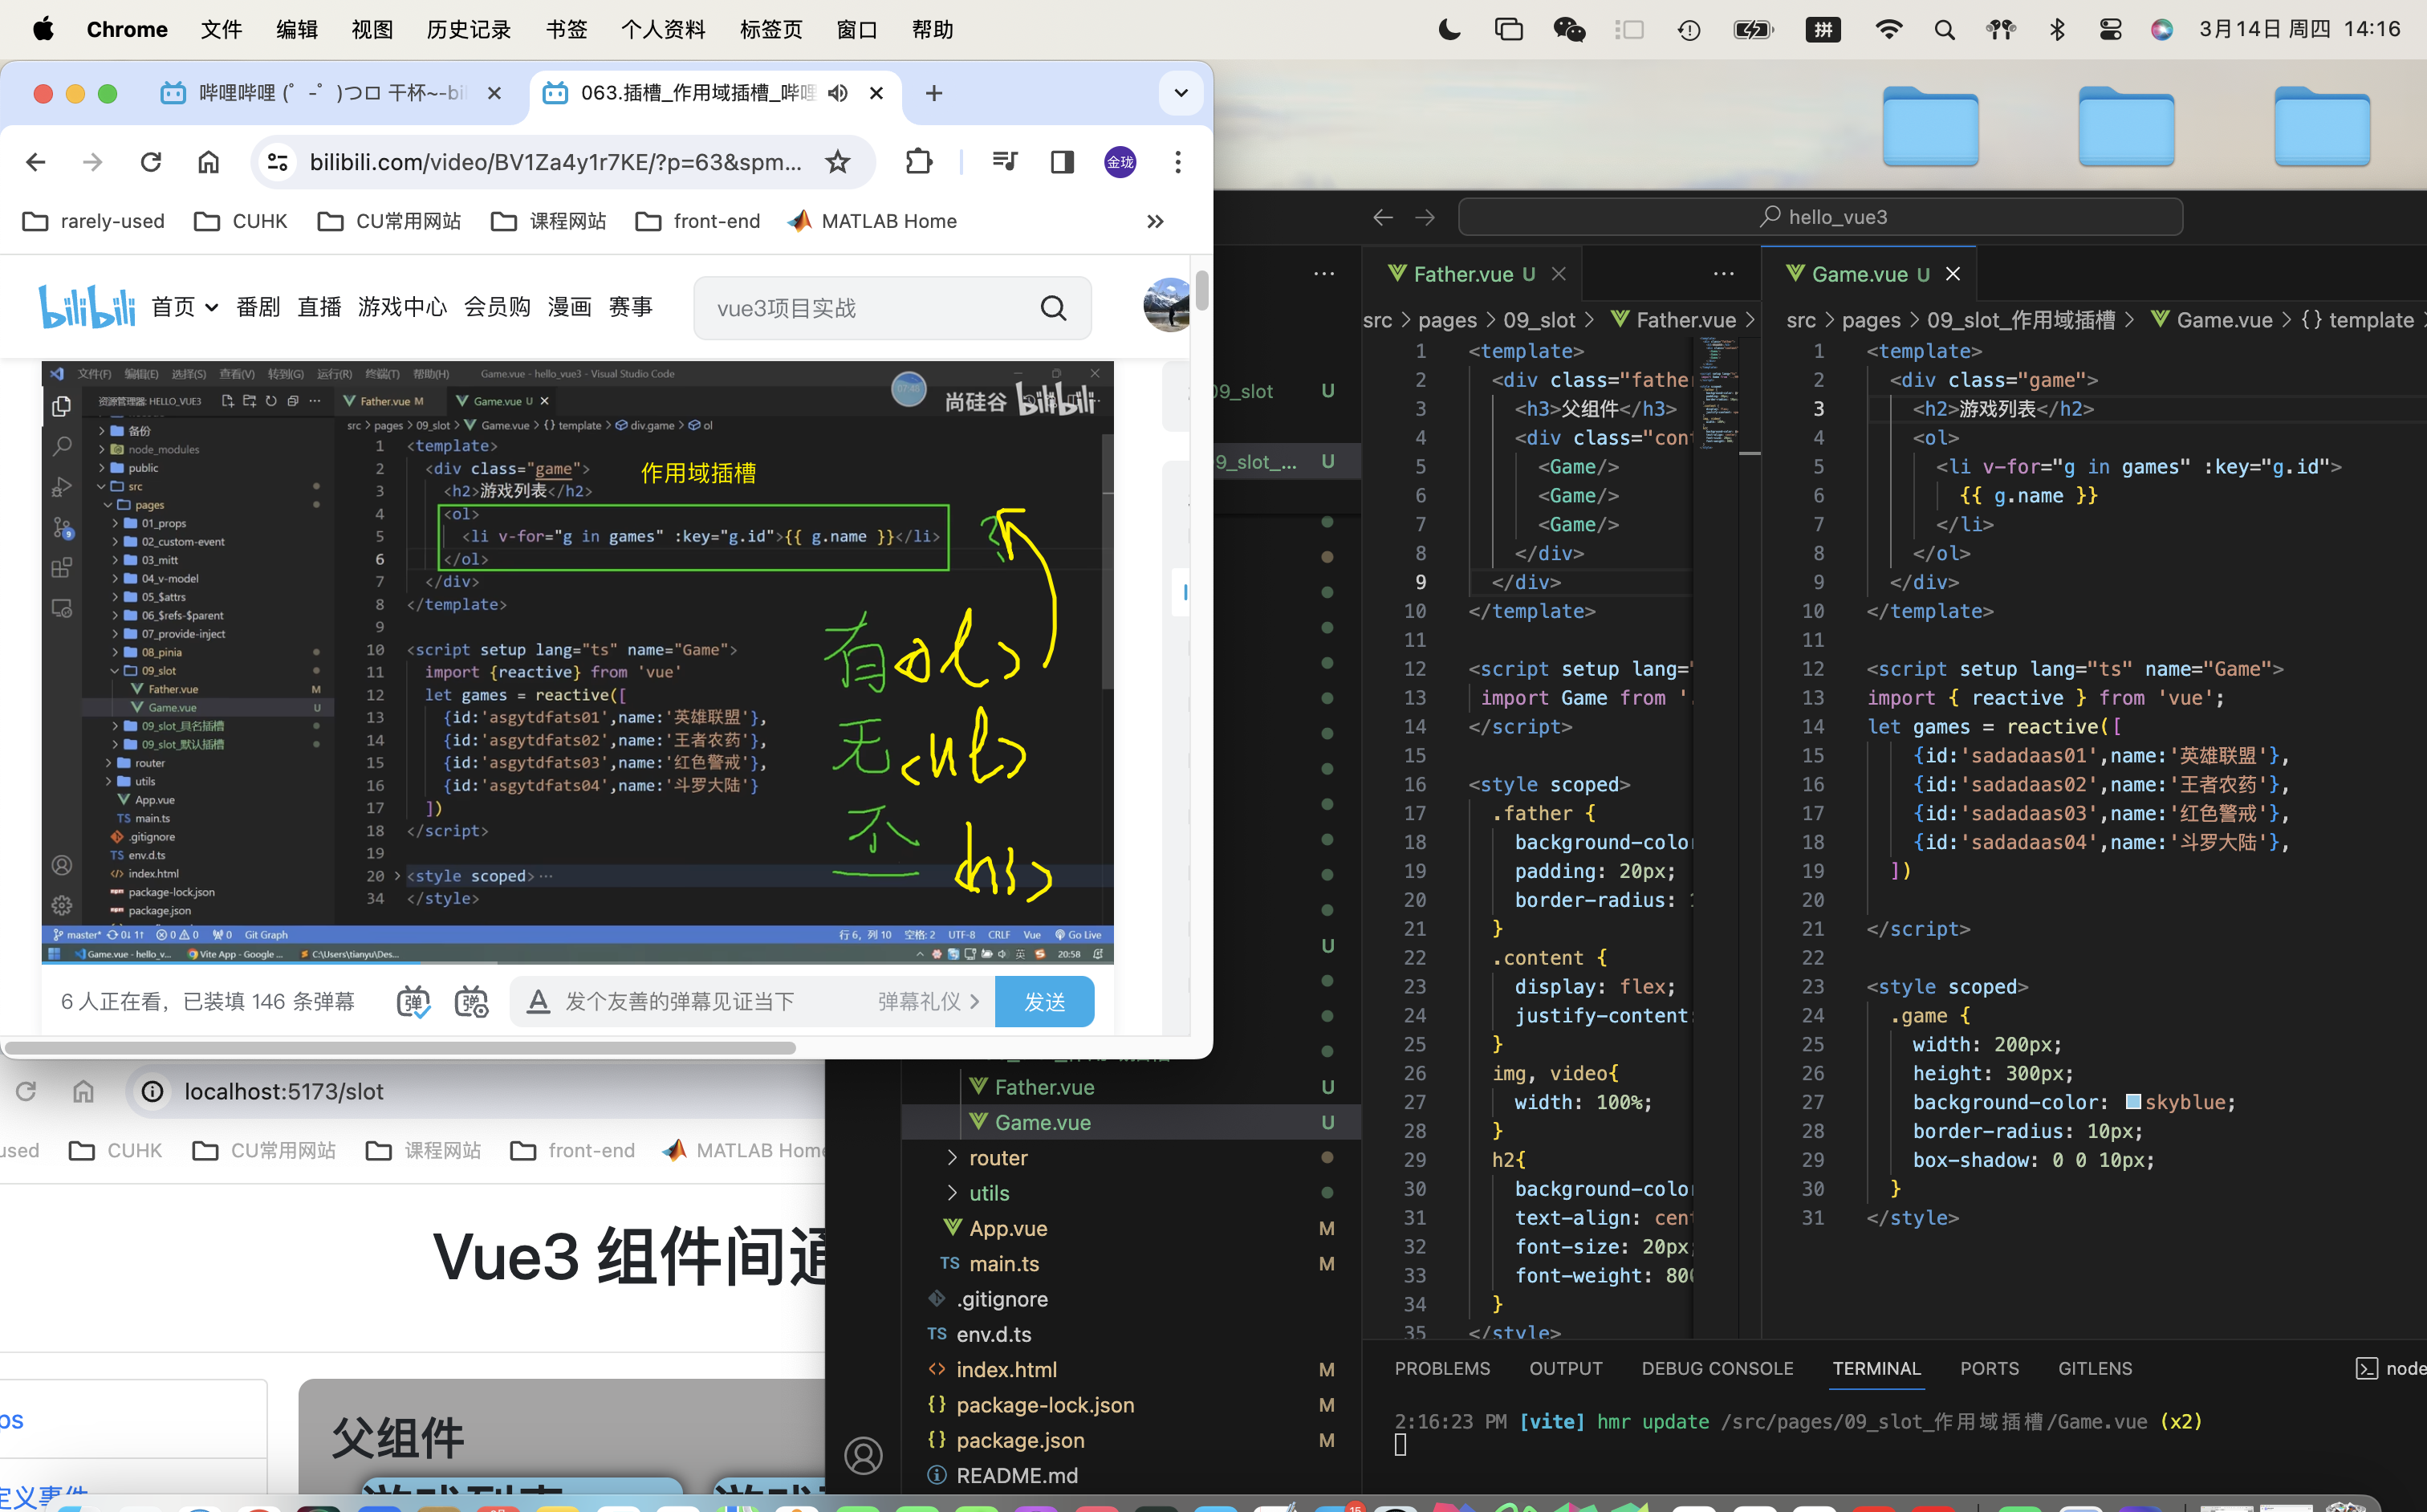 Chrome 文件 编辑 视图 历史记录 书签 个人资料 标签页 窗口 帮助
拼
3月14日 周四 14:16
哔哩哔哩 (゜-゜)つロ 干杯~-bi
063.插槽_作用域插槽_哔哩
bilibili.com/video/BV1Za4y1r7KE/?p=63&spm...
金珑
rarely-used CUHK CU常用网站 课程网站 front-end MATLAB Home
bilibili 首页 番剧 直播 游戏中心 会员购 漫画 赛事
vue3项目实战
文件(F) 编辑(E) 选择(S) 查看(V) 转到(G) 运行(R) 终端(T) 帮助(H) Game.vue - hello_vue3 - Visual Studio Code
资源管理器: HELLO_VUE3
Father.vue M
Game.vue U
尚硅谷 bilibili
src > pages > 09_slot > Game.vue > {} template > div.game > ol
备份
node_modules
public
src
pages
01_props
02_custom-event
03_mitt
04_v-model
05_$attrs
06_$refs-$parent
07_provide-inject
08_pinia
09_slot
Father.vue M
Game.vue U
09_slot_具名插槽
09_slot_默认插槽
router
utils
App.vue
TS main.ts
.gitignore
TS env.d.ts
index.html
package-lock.json
package.json
1 <template>
2 <div class="game">
3 <h2>游戏列表</h2>
4 <ol>
5 <li v-for="g in games" :key="g.id">{{ g.name }}</li>
6 </ol>
7 </div>
8 </template>
9
10 <script setup lang="ts" name="Game">
11 import {reactive} from 'vue'
12 let games = reactive([
13 {id:'asgytdfats01',name:'英雄联盟'},
14 {id:'asgytdfats02',name:'王者农药'},
15 {id:'asgytdfats03',name:'红色警戒'},
16 {id:'asgytdfats04',name:'斗罗大陆'}
17 ])
18 </script>
19
20 <style scoped>
34 </style>
作用域插槽
?
有<ol>
无<ul>
不 <h3>
master* 0↓ 1↑ 0 0 0 Git Graph
行 6，列 10 空格: 2 UTF-8 CRLF Vue Go Live
Game.vue - hello_v... Vite App - Google ... C:\Users\tianyu\Des...
英 20:58
6 人正在看，已装填 146 条弹幕
弹 弹
发个友善的弹幕见证当下 弹幕礼仪 >
发送
localhost:5173/slot
used CUHK CU常用网站 课程网站 front-end MATLAB Home
Vue3 组件间通
ps
定义事件
父组件
游戏列表
hello_vue3
09_slot U
9_slot_... U
U
Father.vue U
Game.vue U
router
utils
App.vue M
TS main.ts M
.gitignore
TS env.d.ts
index.html M
{} package-lock.json M
{} package.json M
README.md
Father.vue U
src > pages > 09_slot > Father.vue >
1 <template>
2 <div class="father
3 <h3>父组件</h3>
4 <div class="cont
5 <Game/>
6 <Game/>
7 <Game/>
8 </div>
9 </div>
10 </template>
11
12 <script setup lang="
13 import Game from '.
14 </script>
15
16 <style scoped>
17 .father {
18 background-color
19 padding: 20px;
20 border-radius: 1
21 }
22 .content {
23 display: flex;
24 justify-content:
25 }
26 img, video{
27 width: 100%;
28 }
29 h2{
30 background-color
31 text-align: cent
32 font-size: 20px;
33 font-weight: 800
34 }
35 </style>
Game.vue U
src > pages > 09_slot_作用域插槽 > Game.vue > {} template
1 <template>
2 <div class="game">
3 <h2>游戏列表</h2>
4 <ol>
5 <li v-for="g in games" :key="g.id">
6 {{ g.name }}
7 </li>
8 </ol>
9 </div>
10 </template>
11
12 <script setup lang="ts" name="Game">
13 import { reactive } from 'vue';
14 let games = reactive([
15 {id:'sadadaas01',name:'英雄联盟'},
16 {id:'sadadaas02',name:'王者农药'},
17 {id:'sadadaas03',name:'红色警戒'},
18 {id:'sadadaas04',name:'斗罗大陆'},
19 ])
20
21 </script>
22
23 <style scoped>
24 .game {
25 width: 200px;
26 height: 300px;
27 background-color: skyblue;
28 border-radius: 10px;
29 box-shadow: 0 0 10px;
30 }
31 </style>
PROBLEMS OUTPUT DEBUG CONSOLE TERMINAL PORTS GITLENS
node
2:16:23 PM [vite] hmr update /src/pages/09_slot_作用域插槽/Game.vue (x2)
15